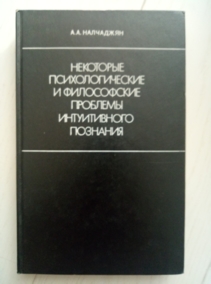 А.А. НАЛЧАДЖЯН
НЕКОТОРЫЕ
ПСИХОЛОГИЧЕСКИЕ
И ФИЛОСОФСКИЕ
ПРОБЛЕМЫ
ИНТУИТИВНОГО
ПОЗНАНИЯ